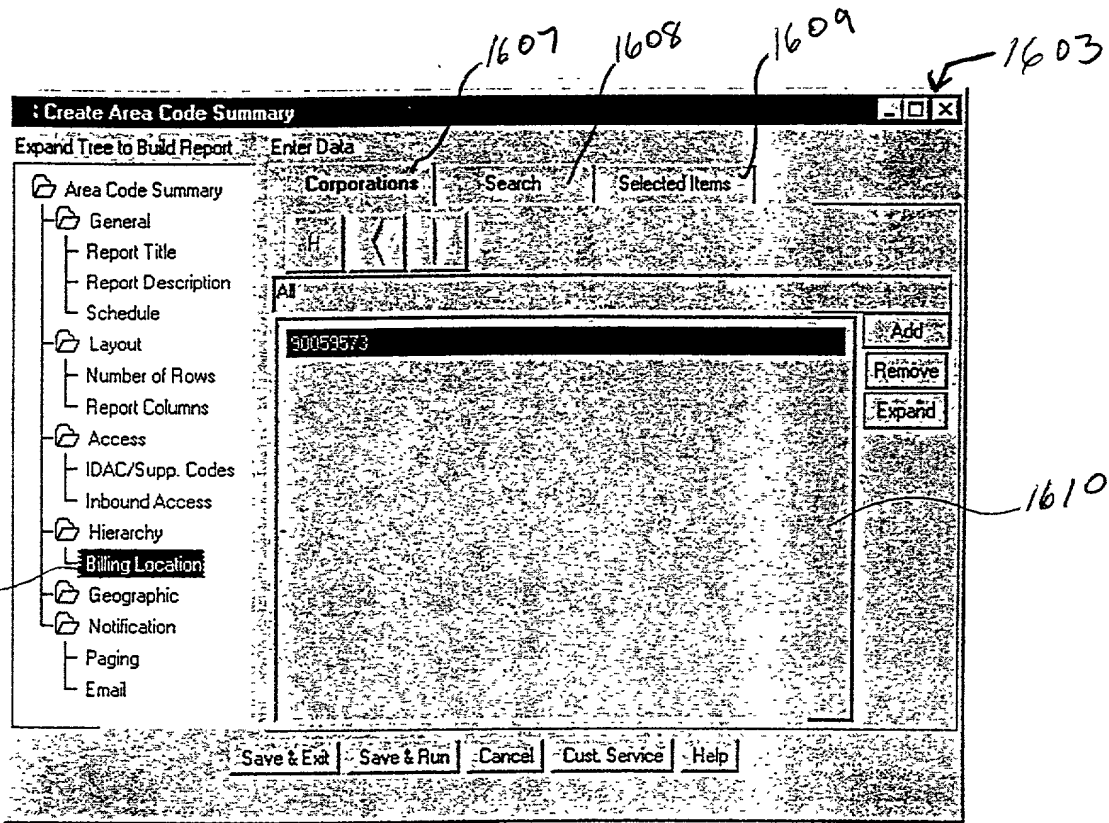 1607
1608
1609
1603
: Create Area Code Summary
Expand Tree to Build Report
Enter Data
Area Code Summary
General
Report Title
Report Description
Schedule
Layout
Number of Rows
Report Columns
Access
IDAC/Supp. Codes
Inbound Access
Hierarchy
Billing Location
Geographic
Notification
Paging
Email
Corporations
Search
Selected Items
H
All
90059573
Add
Remove
Expand
1610
Save & Exit
Save & Run
Cancel
Cust. Service
Help